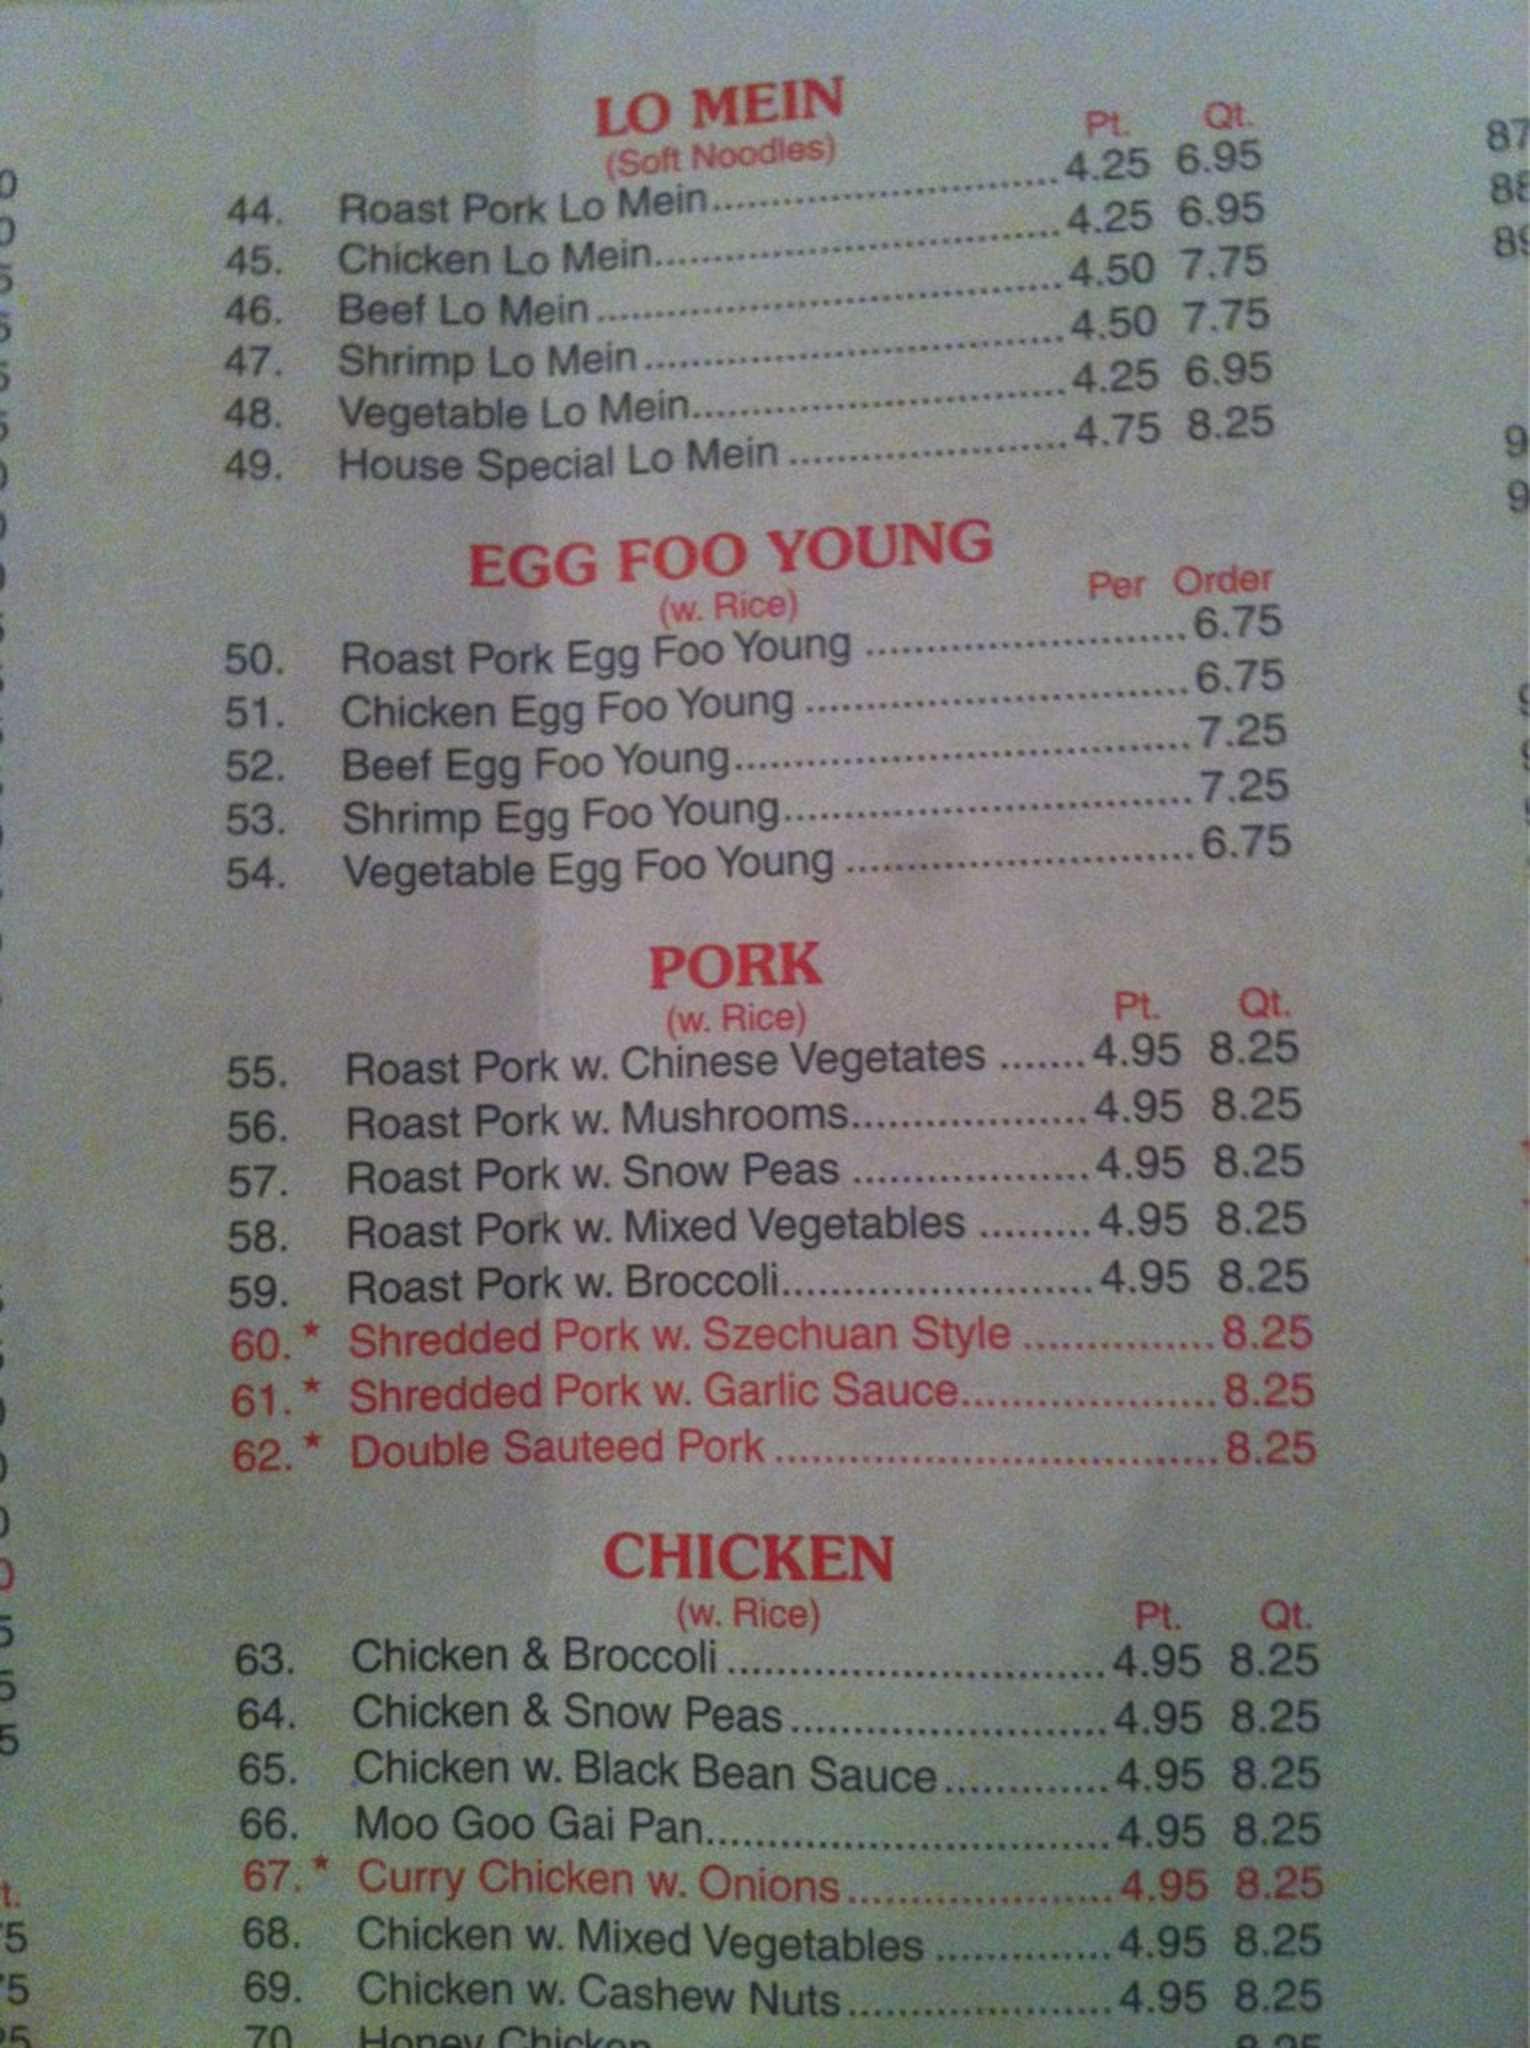 LO MEIN
(Soft Noodles) Pt. Qt.
44. Roast Pork Lo Mein 4.25 6.95
45. Chicken Lo Mein 4.25 6.95
46. Beef Lo Mein 4.50 7.75
47. Shrimp Lo Mein 4.50 7.75
48. Vegetable Lo Mein 4.25 6.95
49. House Special Lo Mein 4.75 8.25
EGG FOO YOUNG
(w. Rice) Per Order
50. Roast Pork Egg Foo Young 6.75
51. Chicken Egg Foo Young 6.75
52. Beef Egg Foo Young 7.25
53. Shrimp Egg Foo Young 7.25
54. Vegetable Egg Foo Young 6.75
PORK
(w. Rice) Pt. Qt.
55. Roast Pork w. Chinese Vegetates 4.95 8.25
56. Roast Pork w. Mushrooms 4.95 8.25
57. Roast Pork w. Snow Peas 4.95 8.25
58. Roast Pork w. Mixed Vegetables 4.95 8.25
59. Roast Pork w. Broccoli 4.95 8.25
60.* Shredded Pork w. Szechuan Style 8.25
61.* Shredded Pork w. Garlic Sauce 8.25
62.* Double Sauteed Pork 8.25
CHICKEN
(w. Rice) Pt. Qt.
63. Chicken & Broccoli 4.95 8.25
64. Chicken & Snow Peas 4.95 8.25
65. Chicken w. Black Bean Sauce 4.95 8.25
66. Moo Goo Gai Pan 4.95 8.25
67.* Curry Chicken w. Onions 4.95 8.25
68. Chicken w. Mixed Vegetables 4.95 8.25
69. Chicken w. Cashew Nuts 4.95 8.25
70. Honey Chicken 8.25
87
88
89